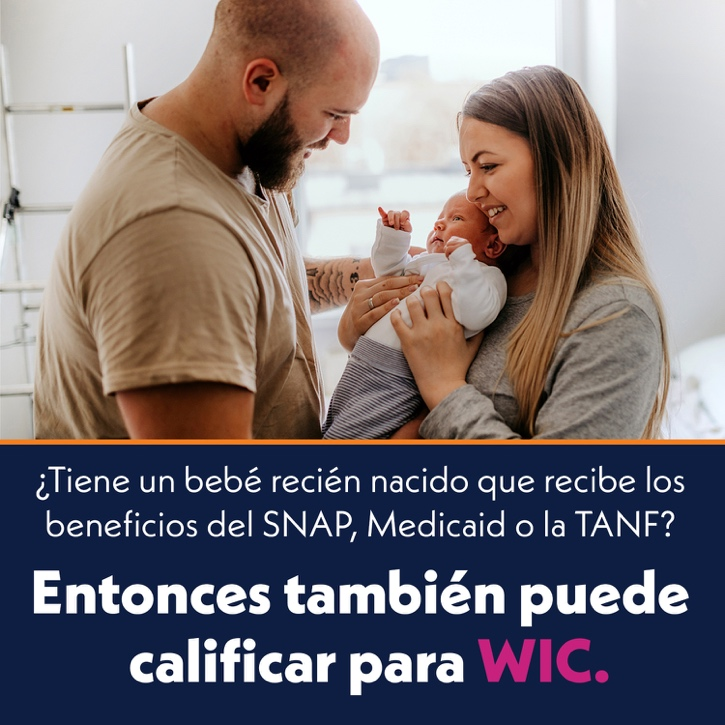 ¿Tiene un bebé recién nacido que recibe los
beneficios del SNAP, Medicaid o la TANF?
Entonces también puede
calificar para WIC.